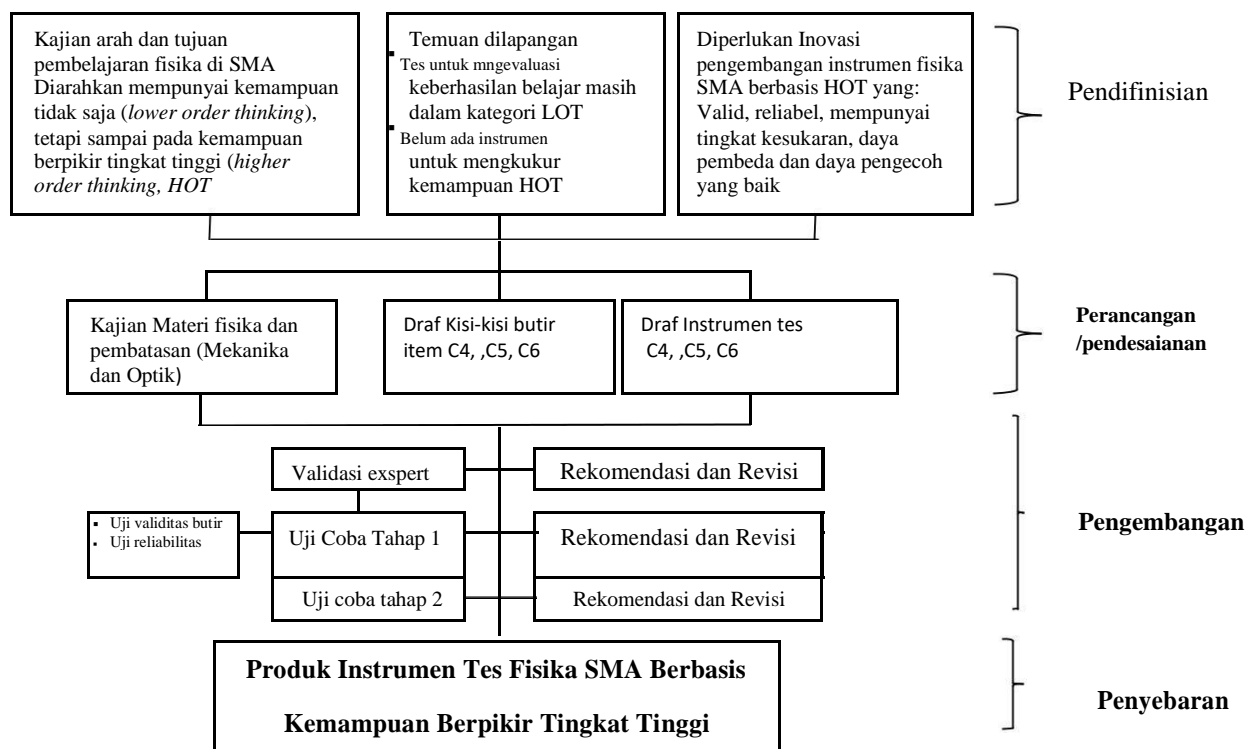 Kajian arah dan tujuan
pembelajaran fisika di SMA
Diarahkan mempunyai kemampuan
tidak saja (lower order thinking),
tetapi sampai pada kemampuan
berpikir tingkat tinggi (higher
order thinking, HOT
Temuan dilapangan
▪ Tes untuk mngevaluasi
keberhasilan belajar masih
dalam kategori LOT
▪ Belum ada instrumen
untuk mengkukur
kemampuan HOT
Diperlukan Inovasi
pengembangan instrumen fisika
SMA berbasis HOT yang:
Valid, reliabel, mempunyai
tingkat kesukaran, daya
pembeda dan daya pengecoh
yang baik
Pendifinisian
Kajian Materi fisika dan
pembatasan (Mekanika
dan Optik)
Draf Kisi-kisi butir
item C4, ,C5, C6
Draf Instrumen tes
C4, ,C5, C6
Perancangan
/pendesaianan
Validasi exspert
Rekomendasi dan Revisi
▪ Uji validitas butir
▪ Uji reliabilitas
Uji Coba Tahap 1
Rekomendasi dan Revisi
Uji coba tahap 2
Rekomendasi dan Revisi
Pengembangan
Produk Instrumen Tes Fisika SMA Berbasis
Kemampuan Berpikir Tingkat Tinggi
Penyebaran